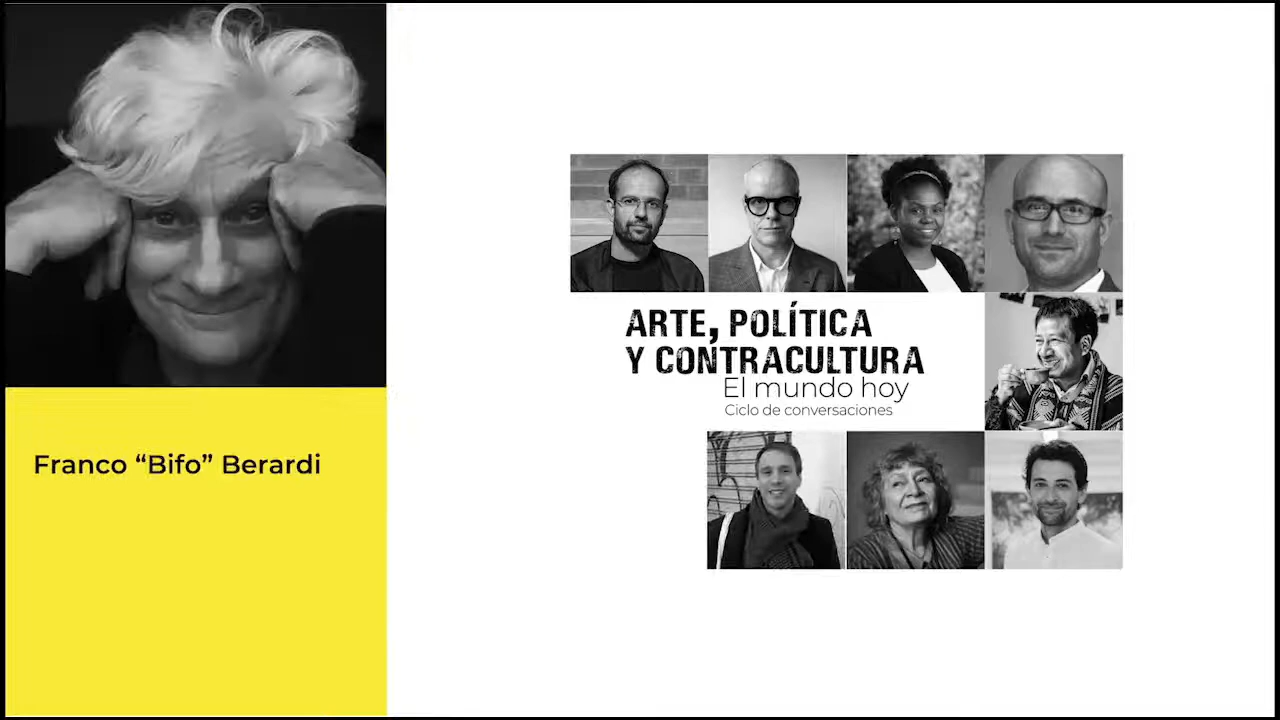 Franco “Bifo” Berardi
ARTE, POLÍTICA
Y CONTRACULTURA
El mundo hoy
Ciclo de conversaciones